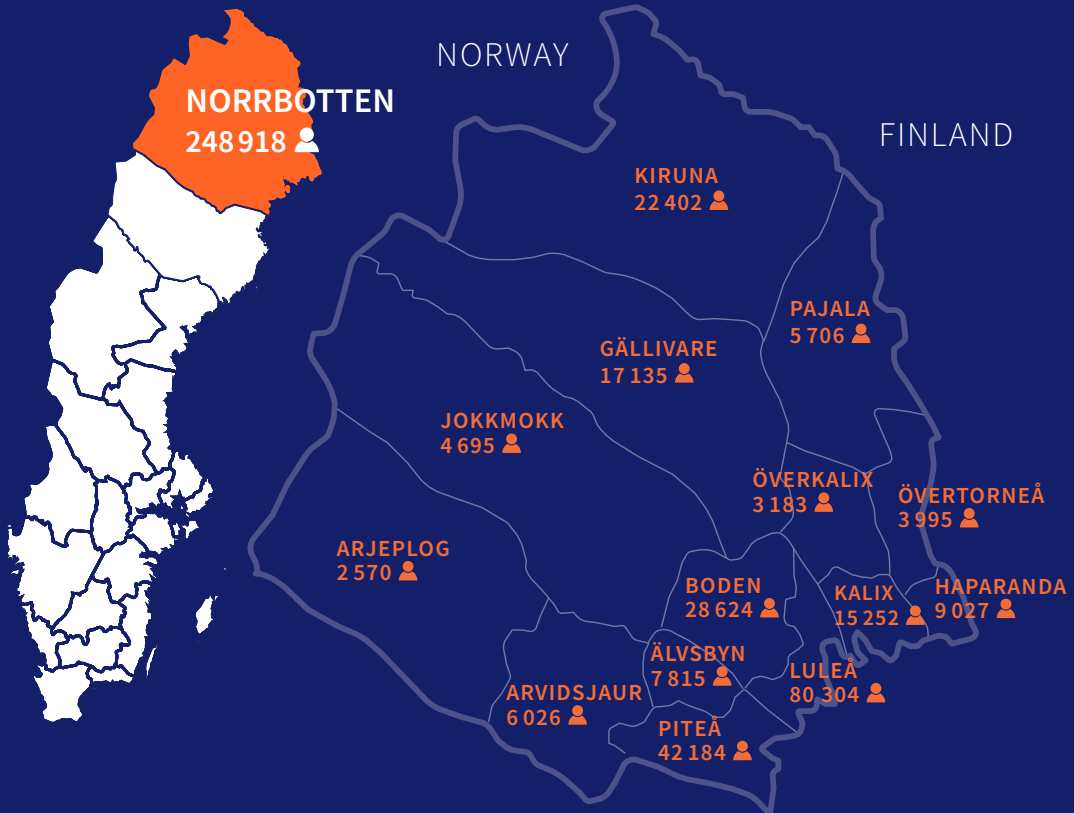 NORRBOTTEN
248 918
NORWAY
FINLAND
KIRUNA
22 402
PAJALA
5 706
GÄLLIVARE
17 135
JOKKMOKK
4 695
ÖVERKALIX
3 183
ÖVERTORNEÅ
3 995
ARJEPLOG
2 570
BODEN
28 624
KALIX
15 252
HAPARANDA
9 027
ÄLVSBYN
7 815
LULEÅ
80 304
ARVIDSJAUR
6 026
PITEÅ
42 184